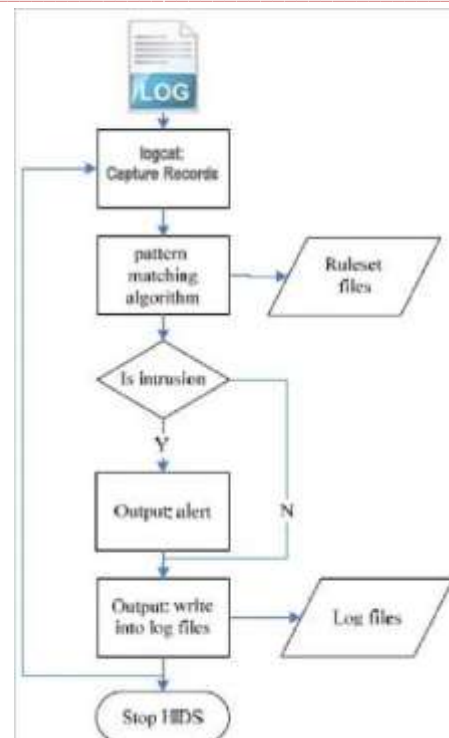 /LOG
logcat:
Capture Records
pattern
matching
algorithm
Ruleset
files
Is intrusion
Y
N
Output: alert
Output: write
into log files
Log files
Stop HIDS